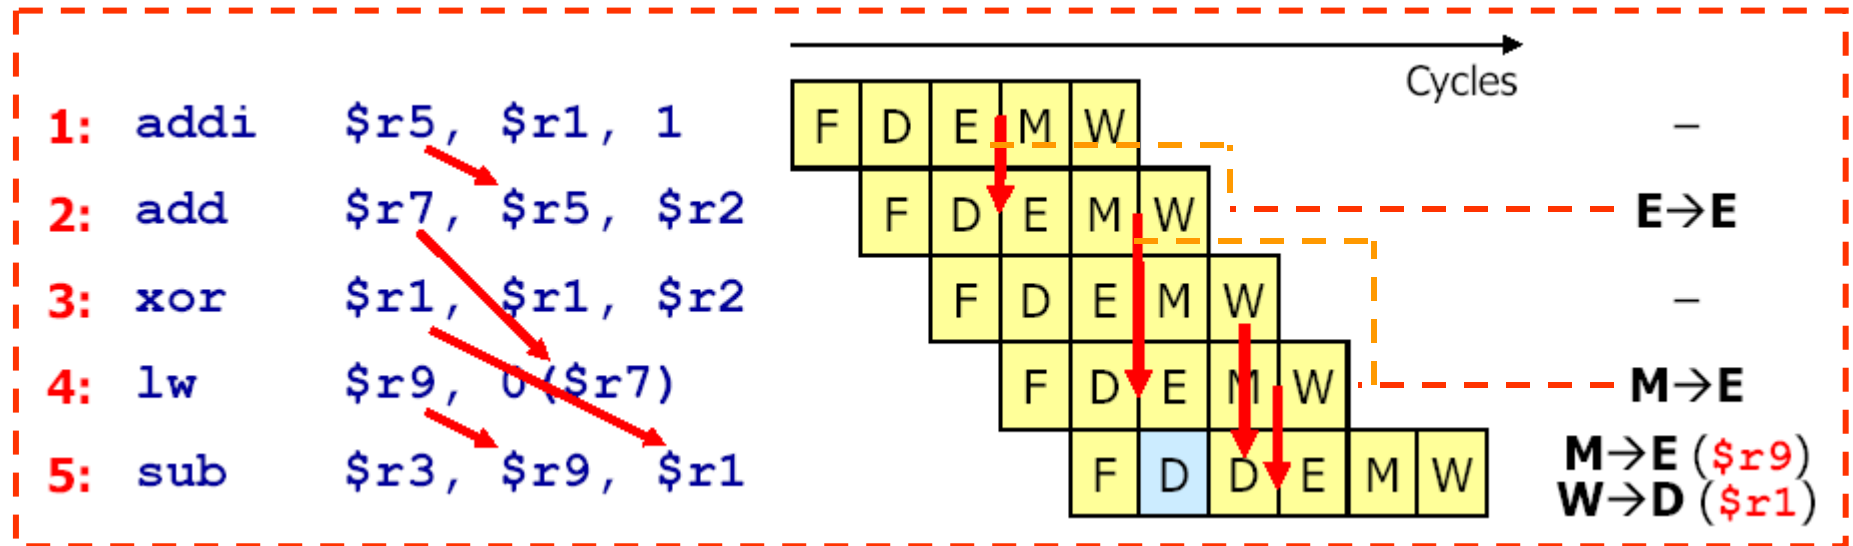 Cycles
1: addi $r5, $r1, 1 F D E M W –
2: add $r7, $r5, $r2 F D E M W E→E
3: xor $r1, $r1, $r2 F D E M W –
4: lw $r9, 0($r7) F D E M W M→E
5: sub $r3, $r9, $r1 F D D E M W M→E ($r9)
W→D ($r1)